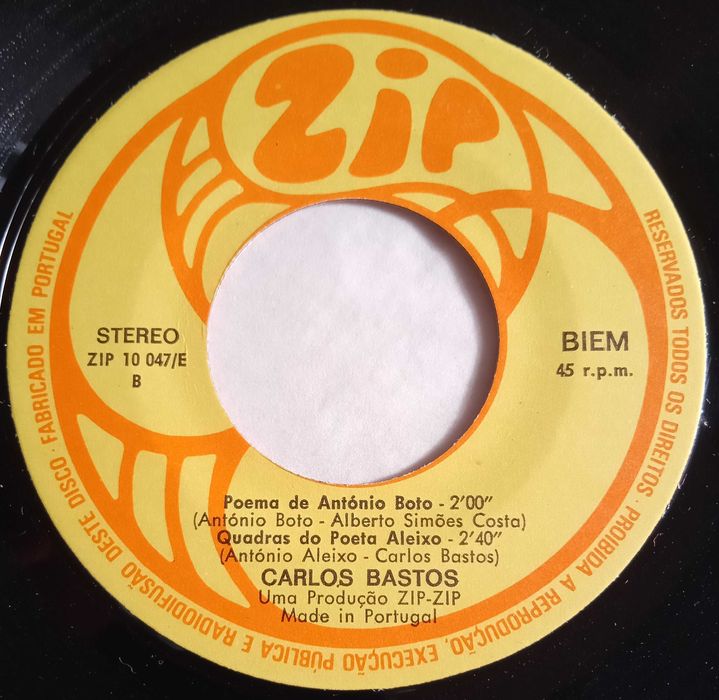 ZIP
STEREO
ZIP 10 047/E
B
BIEM
45 r.p.m.
Poema de António Boto - 2'00"
(António Boto - Alberto Simões Costa)
Quadras do Poeta Aleixo - 2'40"
(António Aleixo - Carlos Bastos)
CARLOS BASTOS
Uma Produção ZIP-ZIP
Made in Portugal
RESERVADOS TODOS OS DIREITOS · PROIBIDA A REPRODUÇÃO, EXECUÇÃO PÚBLICA E RADIODIFUSÃO DESTE DISCO · FABRICADO EM PORTUGAL